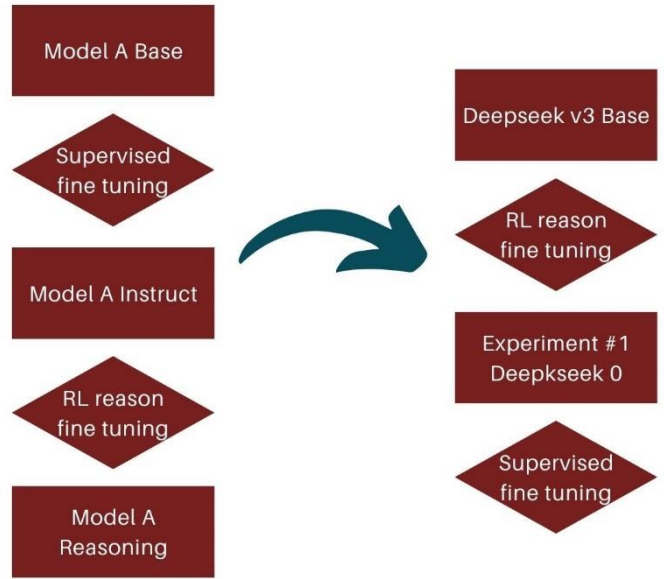 Model A Base
Supervised
fine tuning
Model A Instruct
RL reason
fine tuning
Model A
Reasoning
Deepseek v3 Base
RL reason
fine tuning
Experiment #1
Deepkseek 0
Supervised
fine tuning